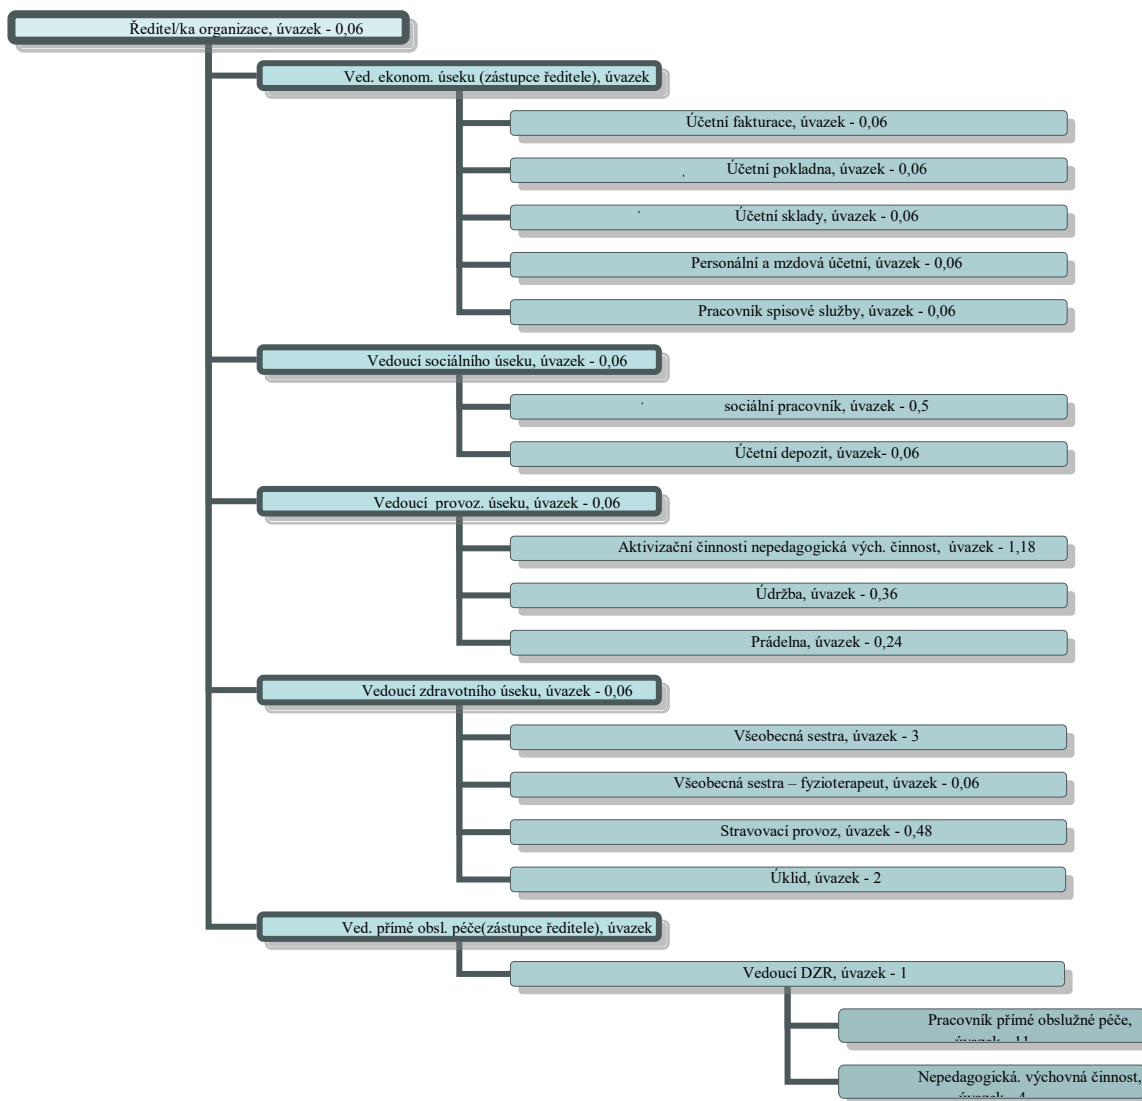 Ředitel/ka organizace, úvazek - 0,06
Ved. ekonom. úseku (zástupce ředitele), úvazek
Účetní fakturace, úvazek - 0,06
Účetní pokladna, úvazek - 0,06
Účetní sklady, úvazek - 0,06
Personální a mzdová účetní, úvazek - 0,06
Pracovník spisové služby, úvazek - 0,06
Vedoucí sociálního úseku, úvazek - 0,06
sociální pracovník, úvazek - 0,5
Účetní depozit, úvazek- 0,06
Vedoucí  provoz. úseku, úvazek - 0,06
Aktivizační činnosti nepedagogická vých. činnost,  úvazek - 1,18
Údržba, úvazek - 0,36
Prádelna, úvazek - 0,24
Vedoucí zdravotního úseku, úvazek - 0,06
Všeobecná sestra, úvazek - 3
Všeobecná sestra – fyzioterapeut, úvazek - 0,06
Stravovací provoz, úvazek - 0,48
Úklid, úvazek - 2
Ved. přímé obsl. péče(zástupce ředitele), úvazek
Vedoucí DZR, úvazek - 1
Pracovník přímé obslužné péče,
úvazek - 11
Nepedagogická. výchovná činnost,
úvazek - 4